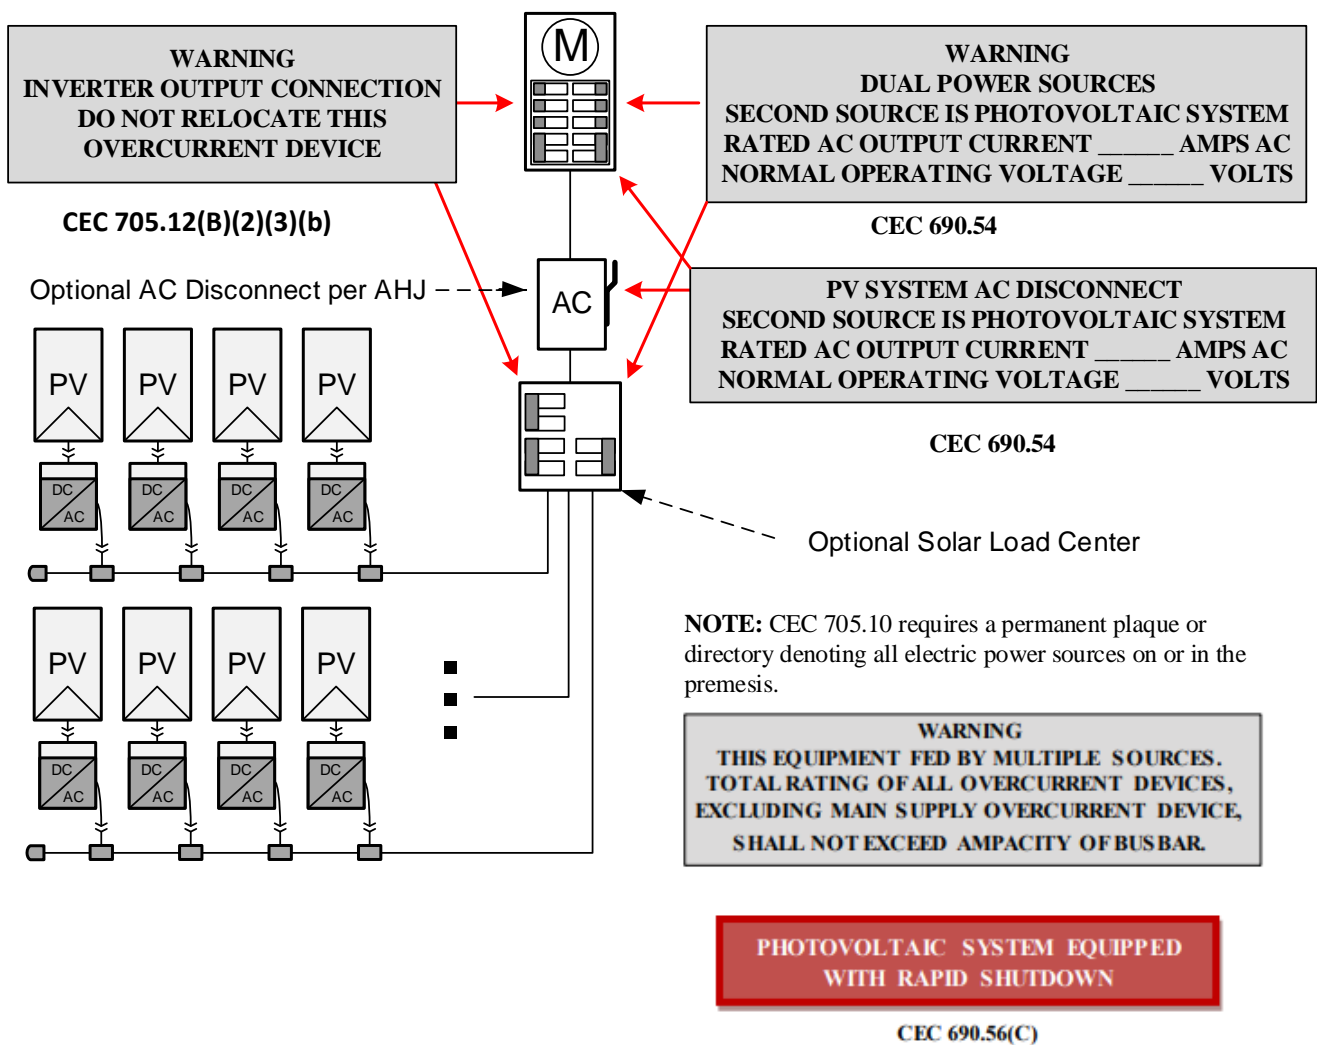 WARNING
INVERTER OUTPUT CONNECTION
DO NOT RELOCATE THIS
OVERCURRENT DEVICE
CEC 705.12(B)(2)(3)(b)
M
WARNING
DUAL POWER SOURCES
SECOND SOURCE IS PHOTOVOLTAIC SYSTEM
RATED AC OUTPUT CURRENT ______ AMPS AC
NORMAL OPERATING VOLTAGE ______ VOLTS
CEC 690.54
Optional AC Disconnect per AHJ
AC
PV SYSTEM AC DISCONNECT
SECOND SOURCE IS PHOTOVOLTAIC SYSTEM
RATED AC OUTPUT CURRENT ______ AMPS AC
NORMAL OPERATING VOLTAGE ______ VOLTS
CEC 690.54
PV PV PV PV
DC DC DC DC
AC AC AC AC
Optional Solar Load Center
PV PV PV PV
DC DC DC DC
AC AC AC AC
NOTE: CEC 705.10 requires a permanent plaque or
directory denoting all electric power sources on or in the
premesis.
WARNING
THIS EQUIPMENT FED BY MULTIPLE SOURCES.
TOTAL RATING OF ALL OVERCURRENT DEVICES,
EXCLUDING MAIN SUPPLY OVERCURRENT DEVICE,
SHALL NOT EXCEED AMPACITY OF BUSBAR.
PHOTOVOLTAIC SYSTEM EQUIPPED
WITH RAPID SHUTDOWN
CEC 690.56(C)